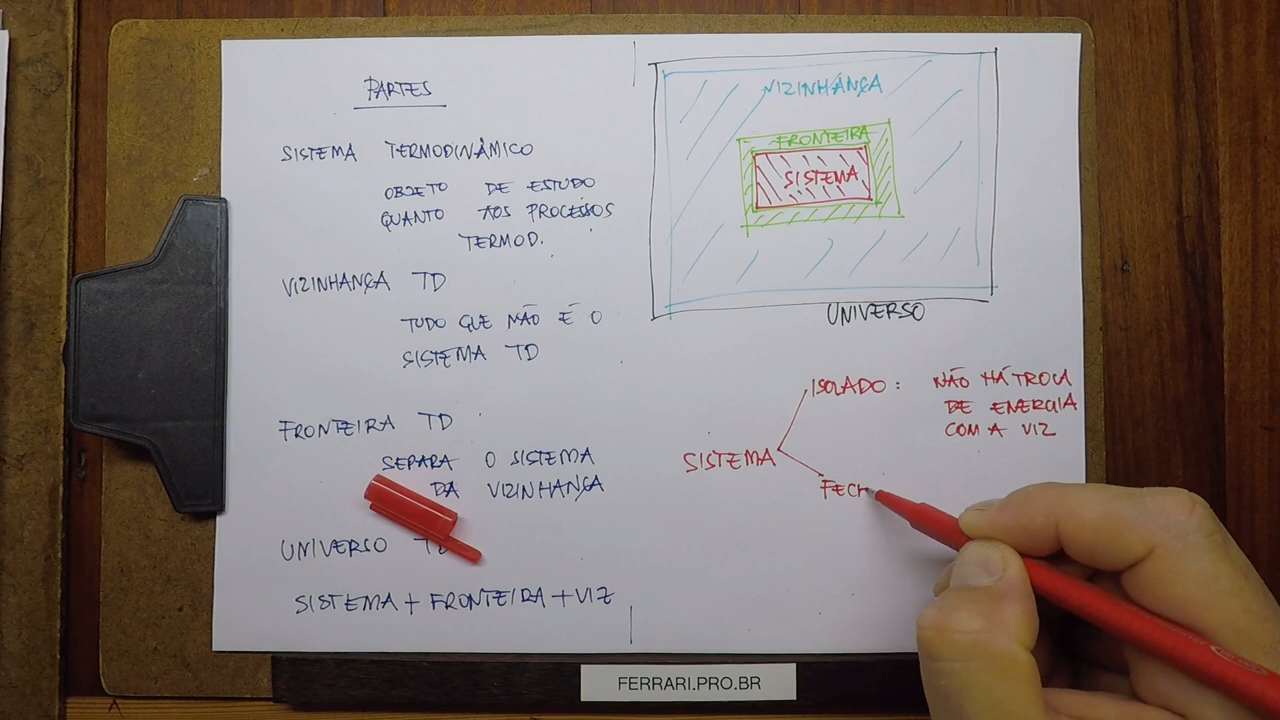 PARTES
SISTEMA TERMODINÂMICO
OBJETO DE ESTUDO
QUANTO AOS PROCESSOS
TERMOD.
VIZINHANÇA TD
TUDO QUE NÃO É O
SISTEMA TD
FRONTEIRA TD
SEPARA O SISTEMA
DA VIZINHANÇA
UNIVERSO TD
SISTEMA + FRONTEIRA + VIZ
VIZINHANÇA
FRONTEIRA
SISTEMA
UNIVERSO
ISOLADO : NÃO HÁ TROCA
DE ENERGIA
COM A VIZ
SISTEMA
FECH
FERRARI.PRO.BR